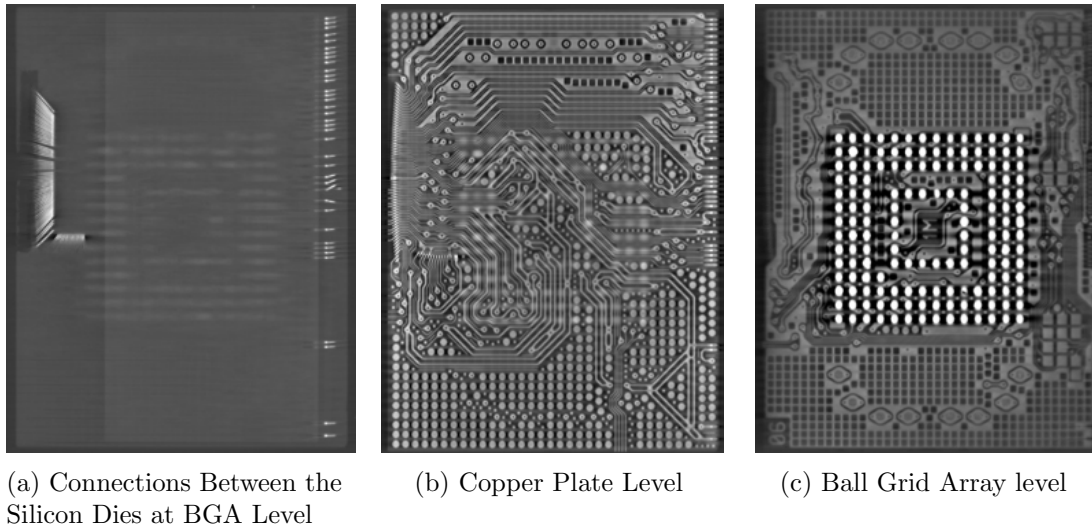 (a) Connections Between the
Silicon Dies at BGA Level
(b) Copper Plate Level
(c) Ball Grid Array level